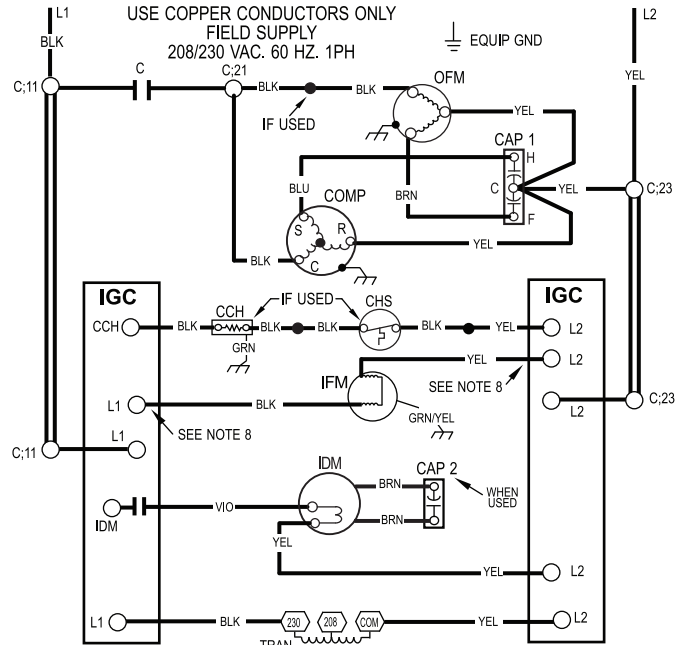 L1
USE COPPER CONDUCTORS ONLY
FIELD SUPPLY
208/230 VAC. 60 HZ. 1PH
L2
BLK
EQUIP GND
YEL
C;11
C
C;21
BLK
BLK
OFM
IF USED
YEL
CAP 1
H
BLU
COMP
BRN
C
YEL
C;23
S
R
F
YEL
C
BLK
IGC
IGC
CCH
IF USED
CHS
CCH
BLK
BLK
BLK
BLK
YEL
L2
GRN
YEL
L2
IFM
SEE NOTE 8
L1
BLK
GRN/YEL
L2
C;23
SEE NOTE 8
L1
C;11
IDM
CAP 2
BRN
WHEN
USED
VIO
IDM
BRN
YEL
YEL
L2
L1
BLK
230
208
COM
YEL
L2
TRAN